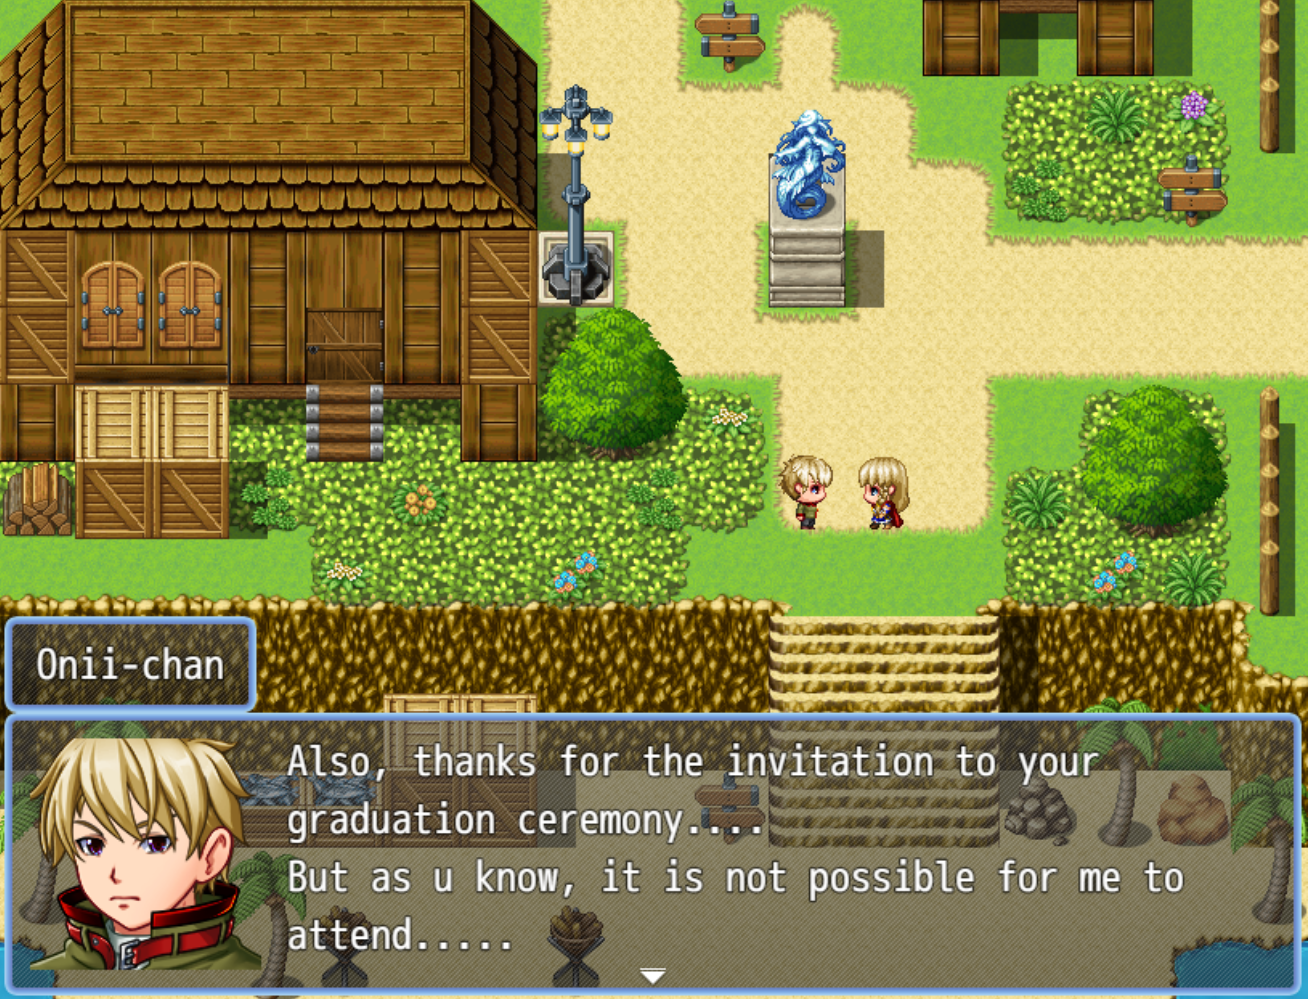 Onii-chan
Also, thanks for the invitation to your
graduation ceremony....
But as u know, it is not possible for me to
attend.....